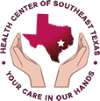 HEALTH CENTER OF SOUTHEAST TEXAS
YOUR CARE IN OUR HANDS